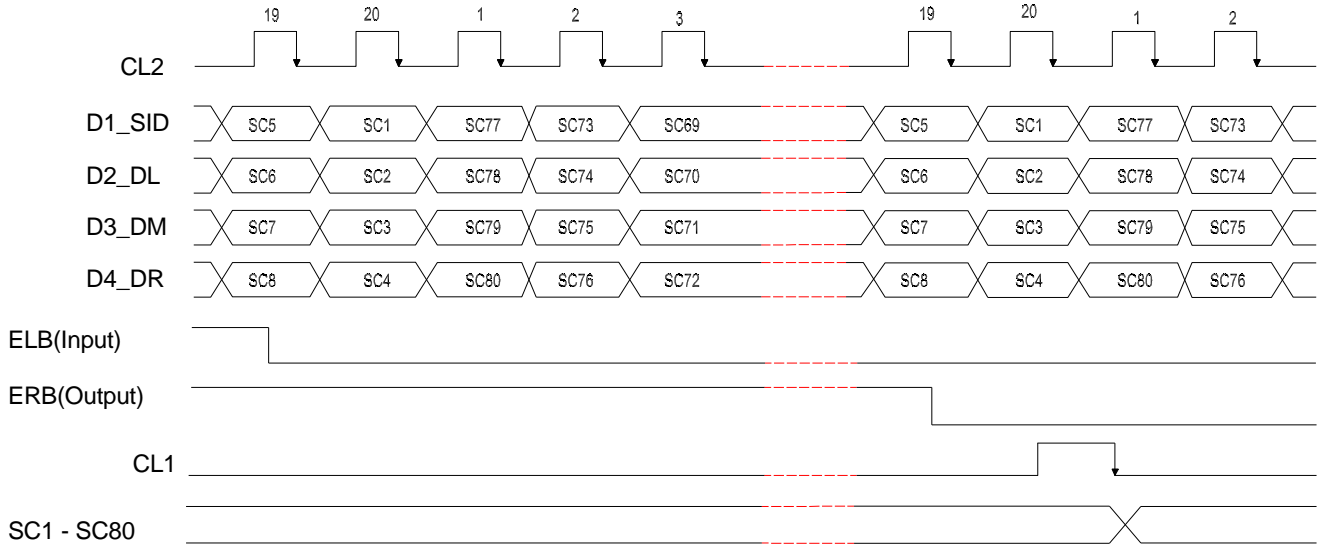 19 20 1 2 3 19 20 1 2
CL2
D1_SID SC5 SC1 SC77 SC73 SC69 SC5 SC1 SC77 SC73
D2_DL SC6 SC2 SC78 SC74 SC70 SC6 SC2 SC78 SC74
D3_DM SC7 SC3 SC79 SC75 SC71 SC7 SC3 SC79 SC75
D4_DR SC8 SC4 SC80 SC76 SC72 SC8 SC4 SC80 SC76
ELB(Input)
ERB(Output)
CL1
SC1 - SC80